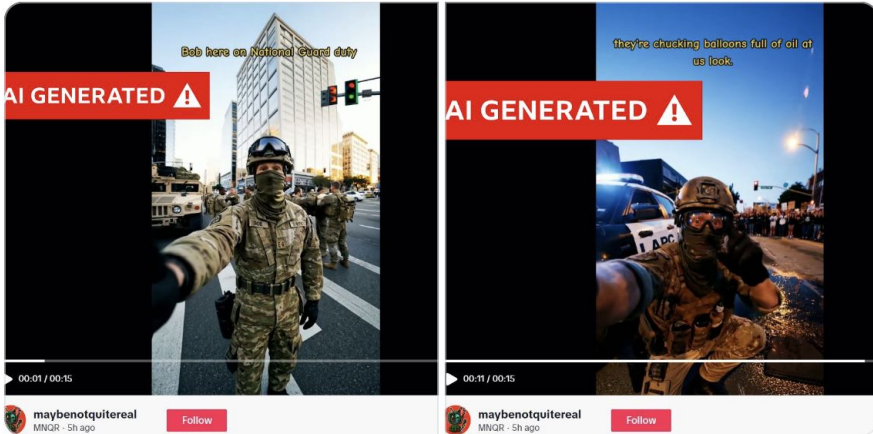 Bob here on National Guard duty
AI GENERATED
00:01 / 00:15
maybenotquitereal
MNQR · 5h ago
Follow
they're chucking balloons full of oil at
us look.
AI GENERATED
LAPC
00:11 / 00:15
maybenotquitereal
MNQR · 5h ago
Follow